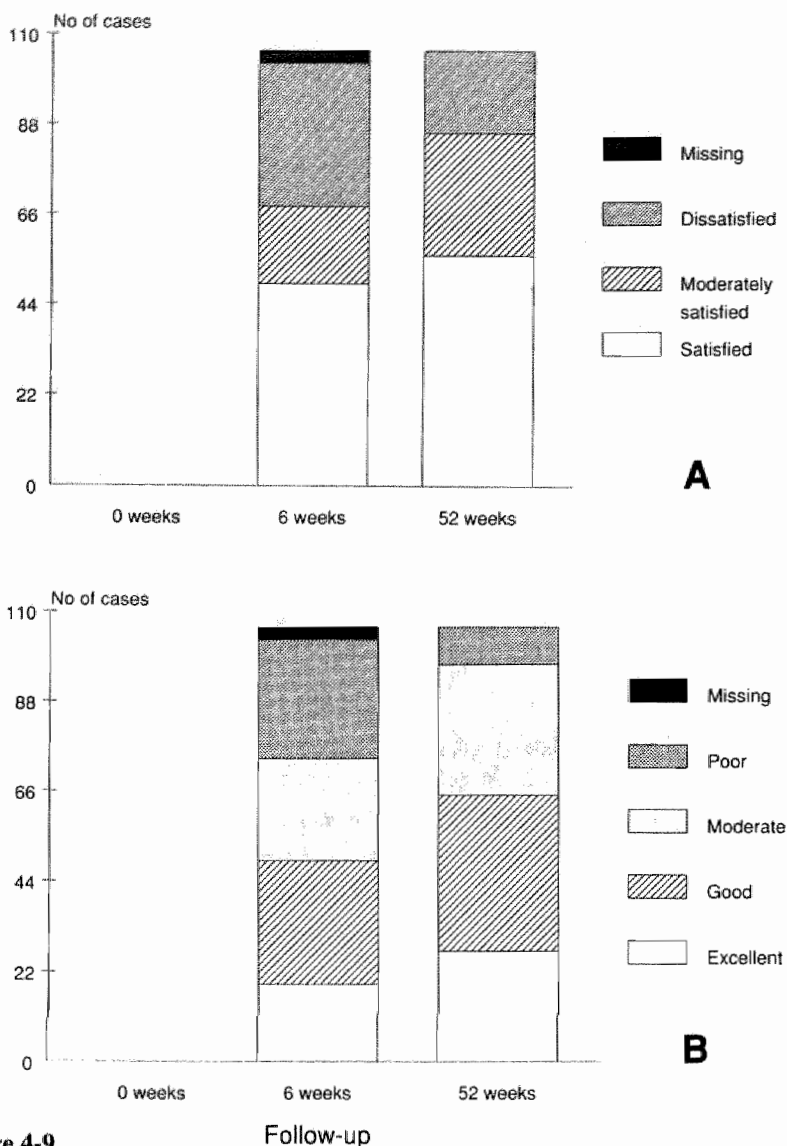 No of cases
110
88
66
44
22
0
0 weeks
6 weeks
52 weeks
Missing
Dissatisfied
Moderately
satisfied
Satisfied
A
No of cases
110
88
66
44
22
0
0 weeks
6 weeks
52 weeks
Missing
Poor
Moderate
Good
Excellent
B
Follow-up
4-9